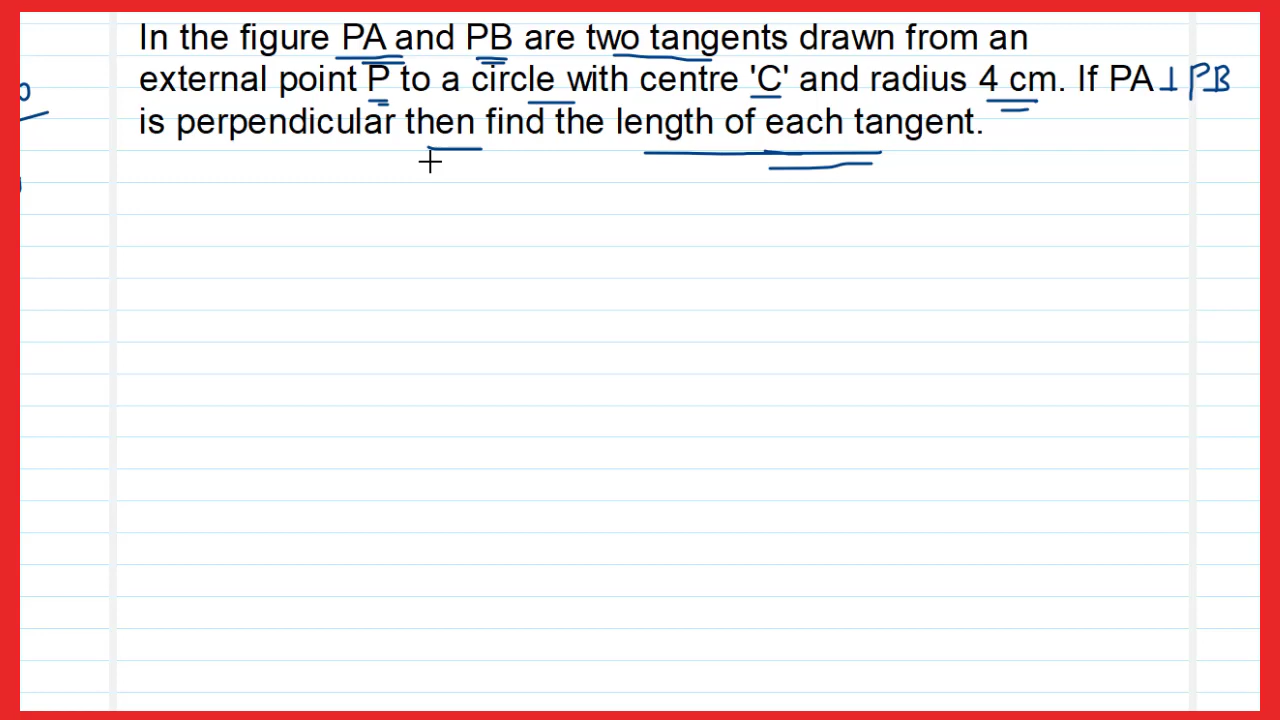 In the figure PA and PB are two tangents drawn from an
external point P to a circle with centre 'C' and radius 4 cm. If PA ⊥ PB
is perpendicular then find the length of each tangent.